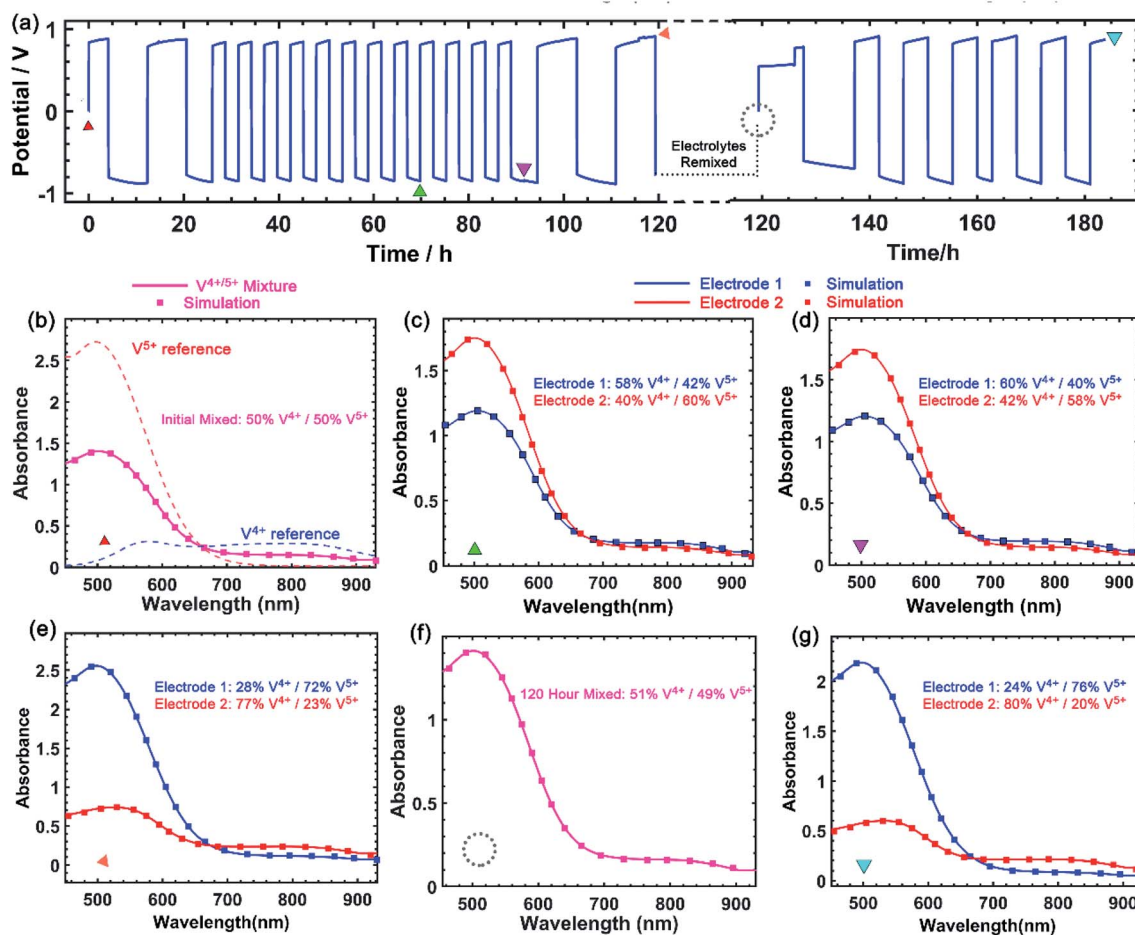 (a)
Potential / V
1
0
-1
Electrolytes
Remixed
0 20 40 60 80 100 120
120 140 160 180
Time / h
Time/h
V4+/5+ Mixture
Simulation
Electrode 1 Simulation
Electrode 2 Simulation
(b)
V5+ reference
Initial Mixed: 50% V4+ / 50% V5+
V4+ reference
Absorbance
2.5
2
1.5
1
0.5
0
500 600 700 800 900
Wavelength (nm)
(c)
Electrode 1: 58% V4+ / 42% V5+
Electrode 2: 40% V4+ / 60% V5+
Absorbance
1.5
1
0.5
0
500 600 700 800 900
Wavelength(nm)
(d)
Electrode 1: 60% V4+ / 40% V5+
Electrode 2: 42% V4+ / 58% V5+
Absorbance
1.5
1
0.5
0
500 600 700 800 900
Wavelength (nm)
(e)
Electrode 1: 28% V4+ / 72% V5+
Electrode 2: 77% V4+ / 23% V5+
Absorbance
2.5
2
1.5
1
0.5
0
500 600 700 800 900
Wavelength(nm)
(f)
120 Hour Mixed: 51% V4+ / 49% V5+
Absorbance
1.5
1
0.5
0
500 600 700 800 900
Wavelength (nm)
(g)
Electrode 1: 24% V4+ / 76% V5+
Electrode 2: 80% V4+ / 20% V5+
Absorbance
2.5
2
1.5
1
0.5
0
500 600 700 800 900
Wavelength(nm)